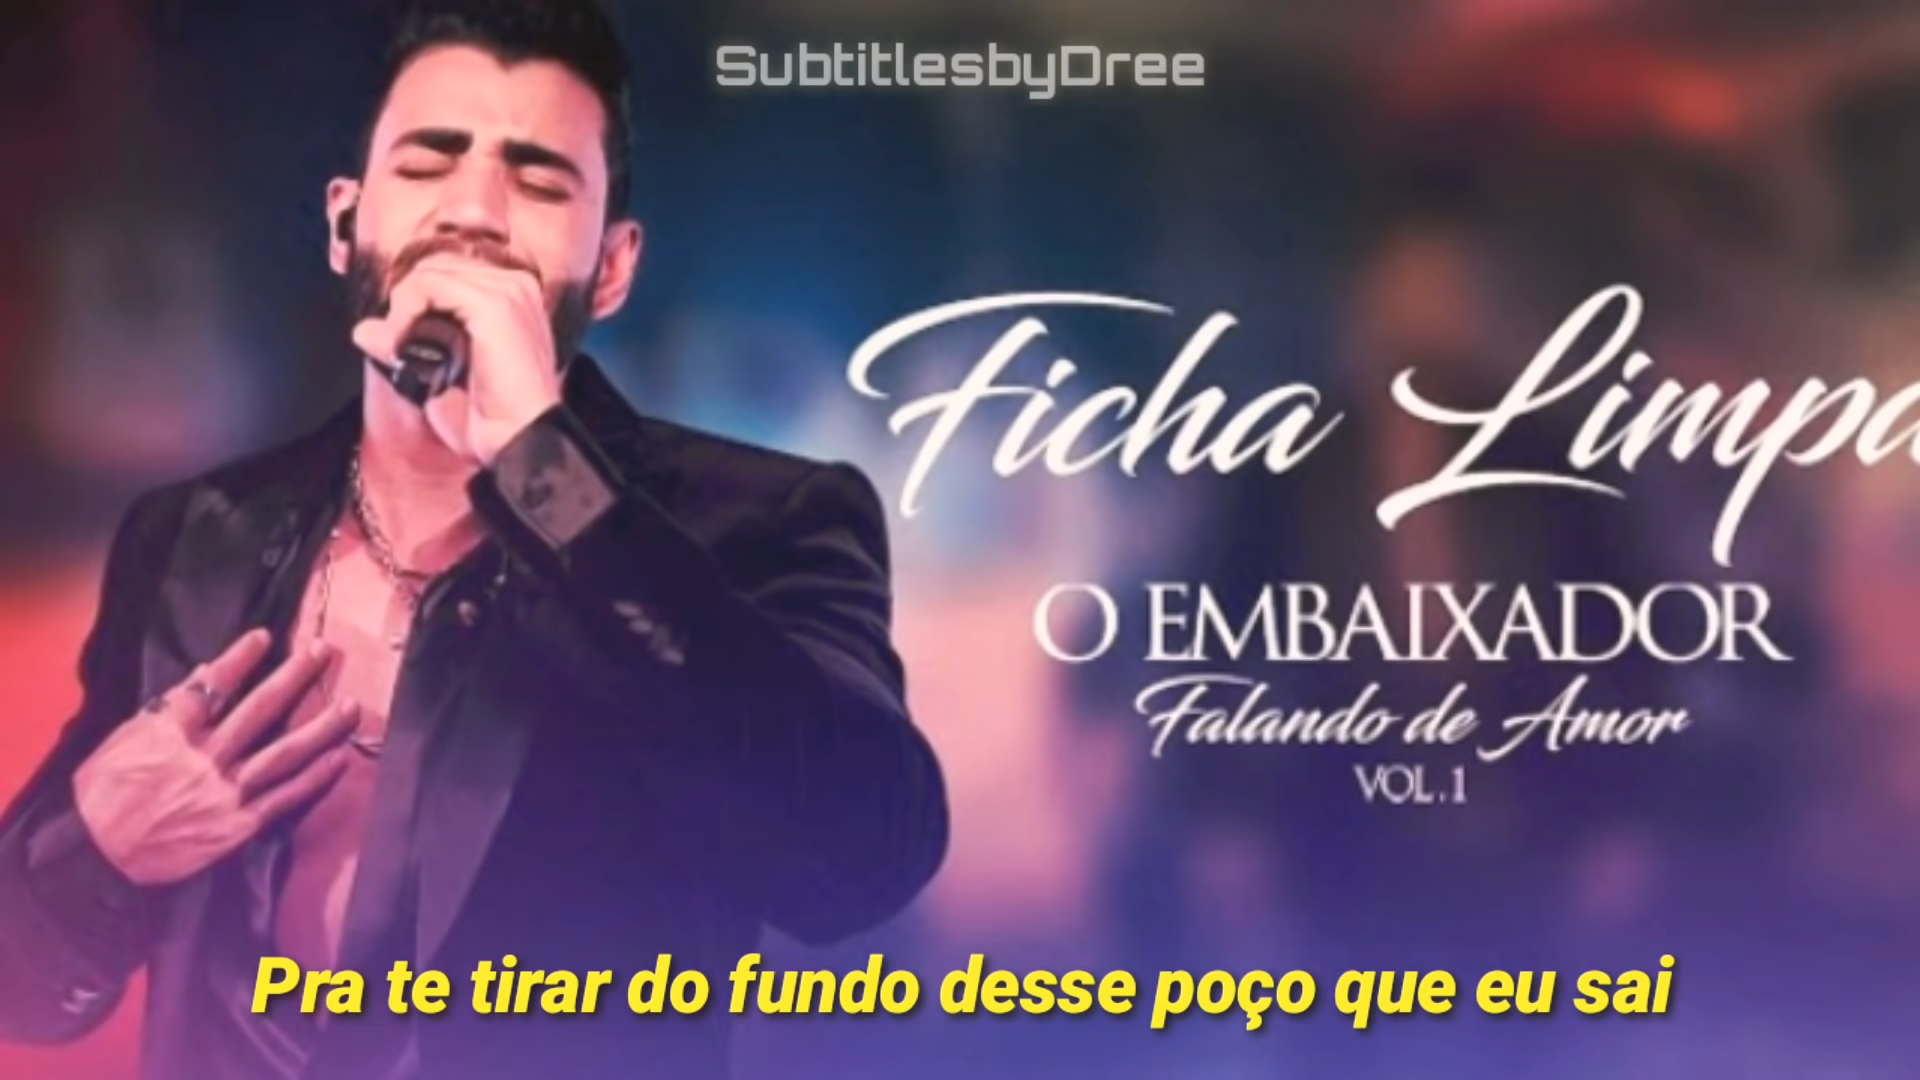 SubtitlesbyDree
Ficha Limpa
O EMBAIXADOR
Falando de Amor
VOL.1
Pra te tirar do fundo desse poço que eu sai